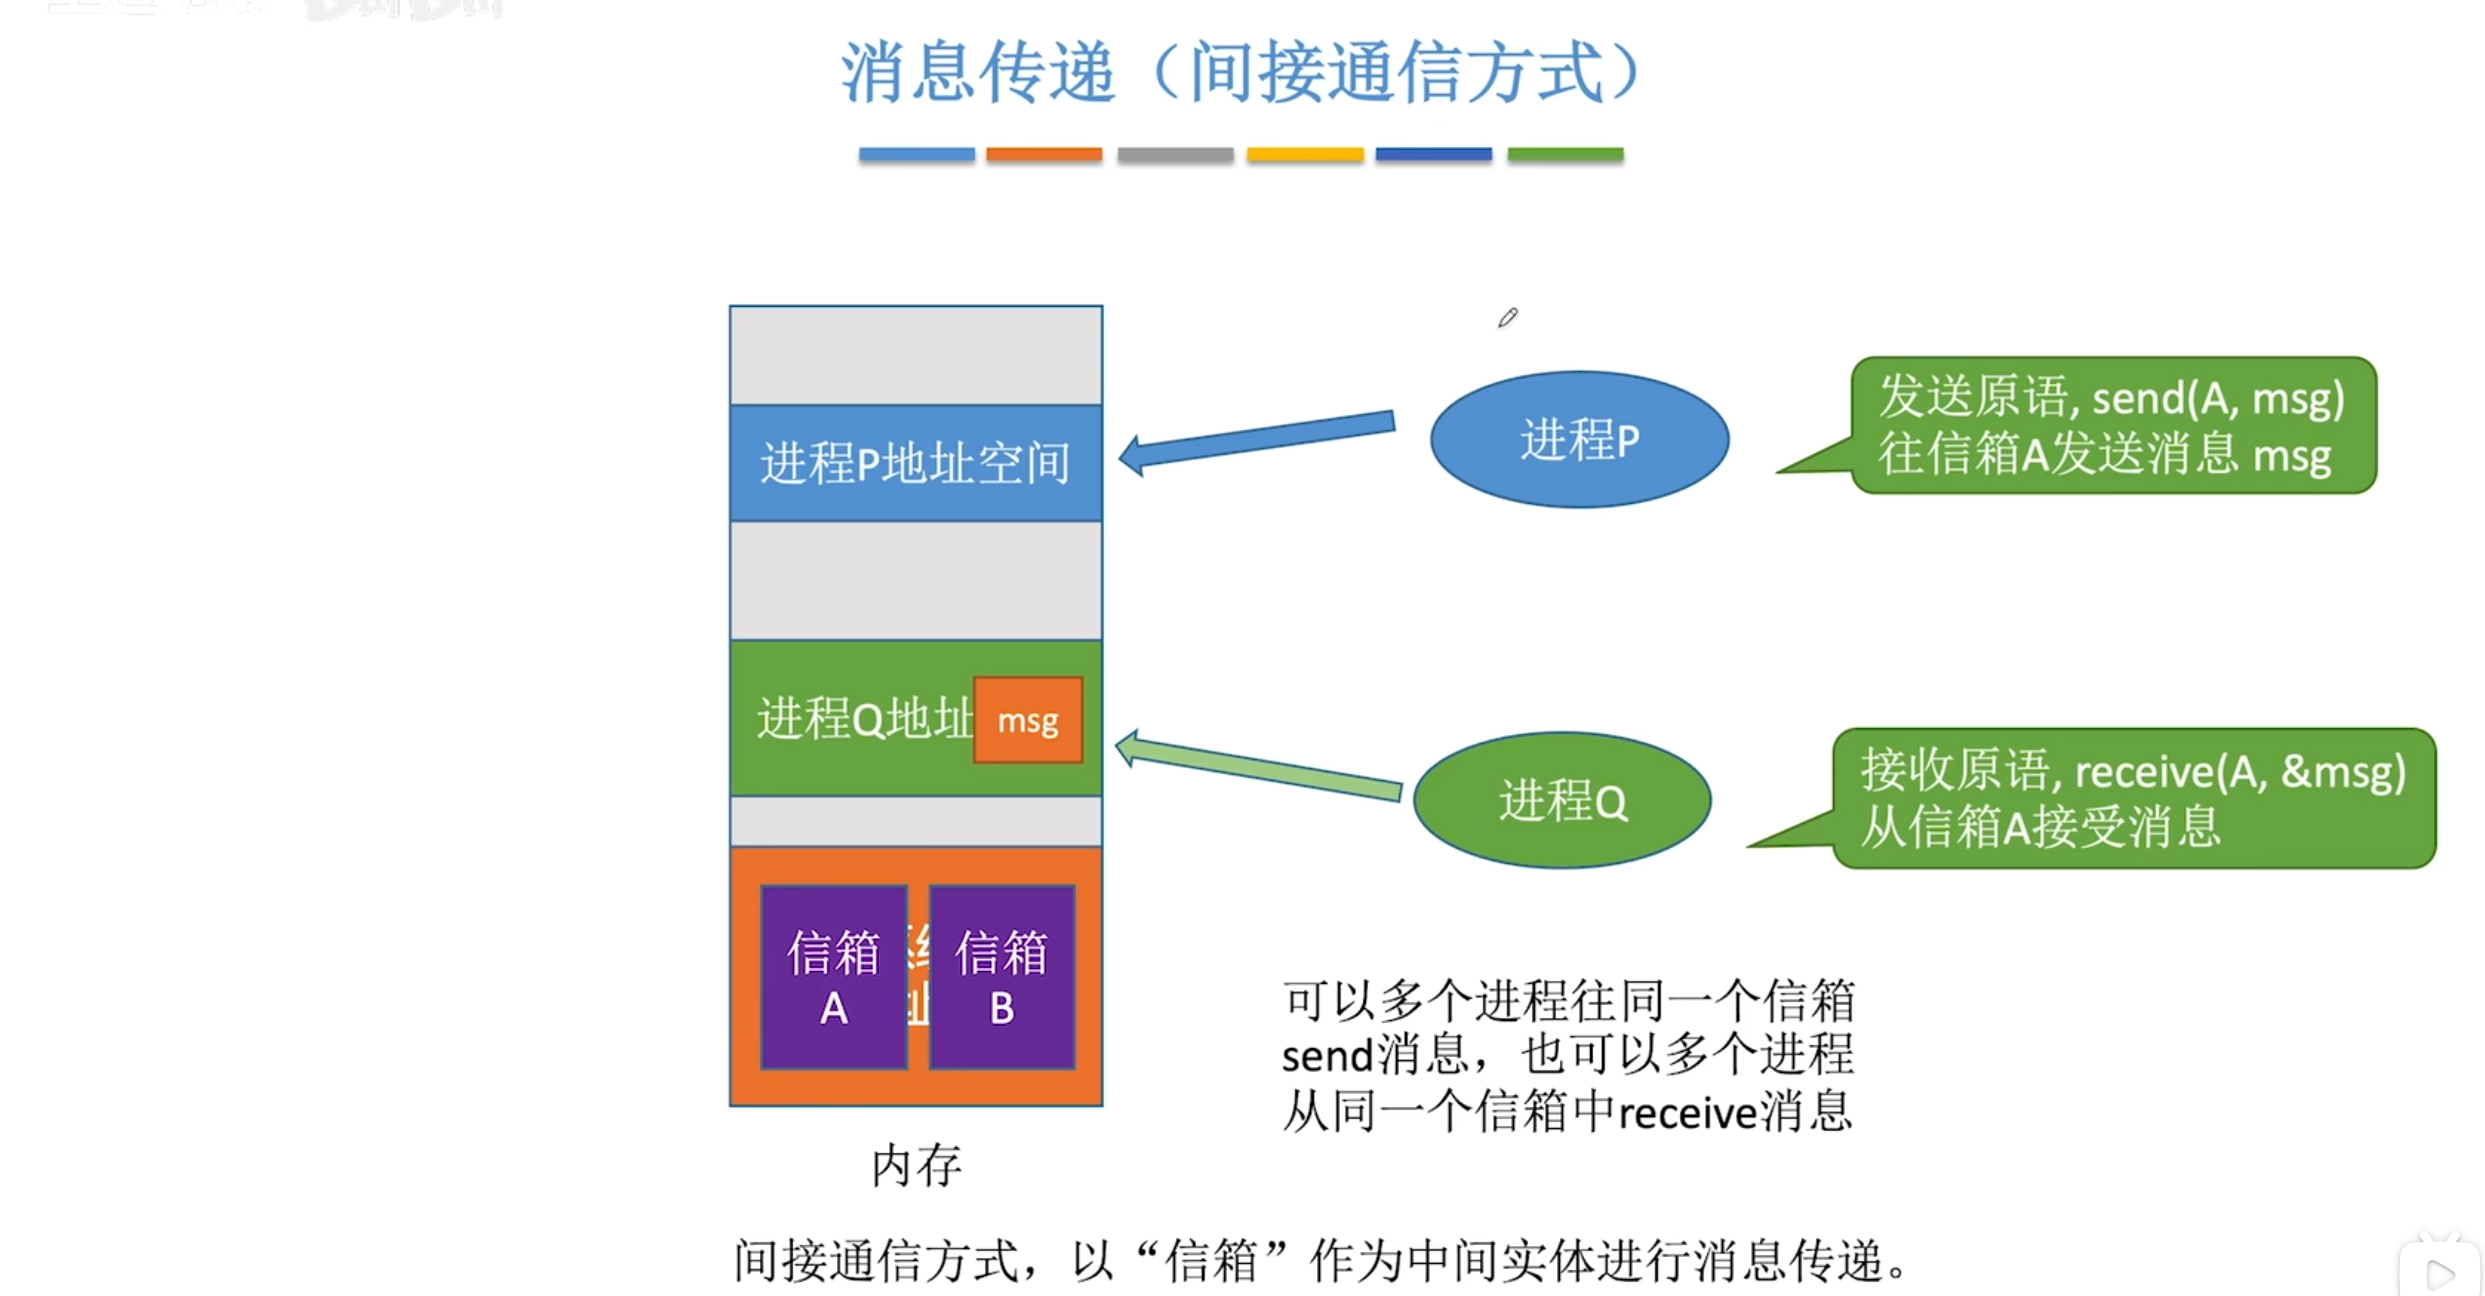 消息传递（间接通信方式）
进程P地址空间
进程P
发送原语, send(A, msg)
往信箱A发送消息 msg
进程Q地址
msg
进程Q
接收原语, receive(A, &msg)
从信箱A接受消息
信箱
A
信箱
B
可以多个进程往同一个信箱
send消息，也可以多个进程
从同一个信箱中receive消息
内存
间接通信方式，以“信箱”作为中间实体进行消息传递。